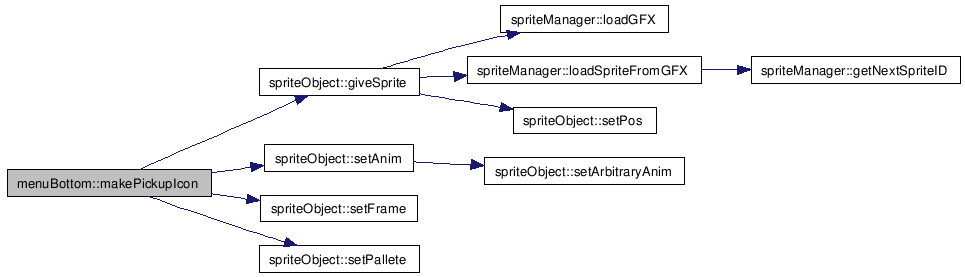 spriteManager::loadGFX
spriteObject::giveSprite
spriteManager::loadSpriteFromGFX
spriteManager::getNextSpriteID
spriteObject::setPos
menuBottom::makePickupIcon
spriteObject::setAnim
spriteObject::setArbitraryAnim
spriteObject::setFrame
spriteObject::setPallete